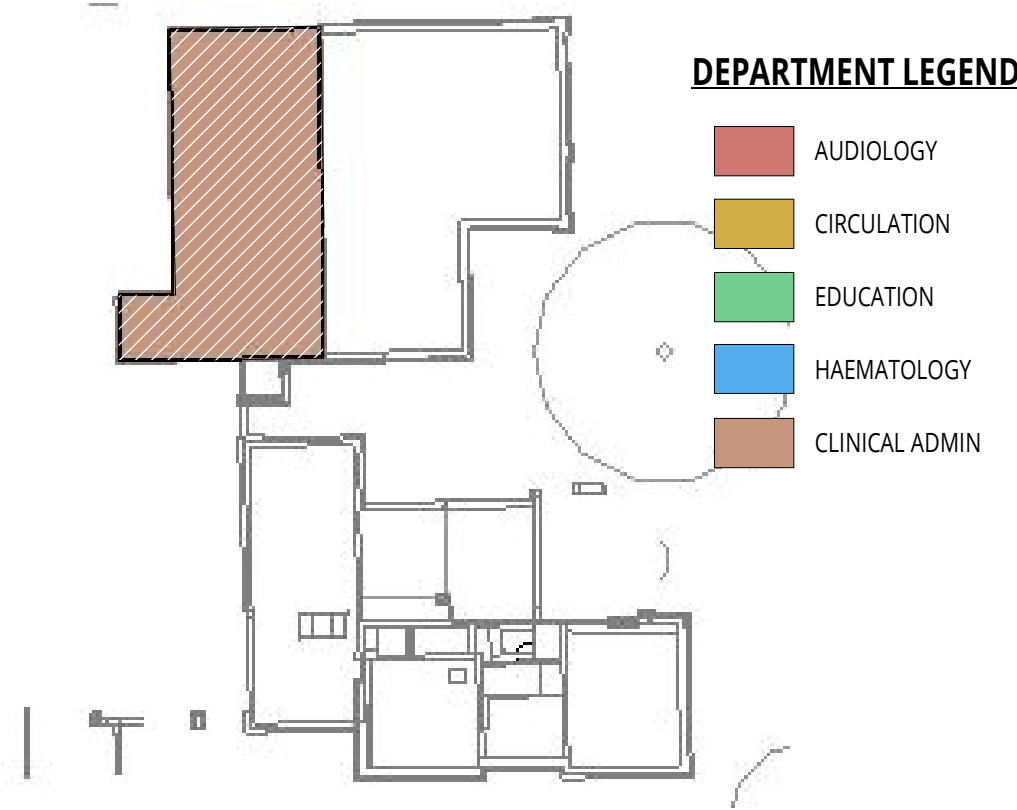 DEPARTMENT LEGEND
AUDIOLOGY
CIRCULATION
EDUCATION
HAEMATOLOGY
CLINICAL ADMIN